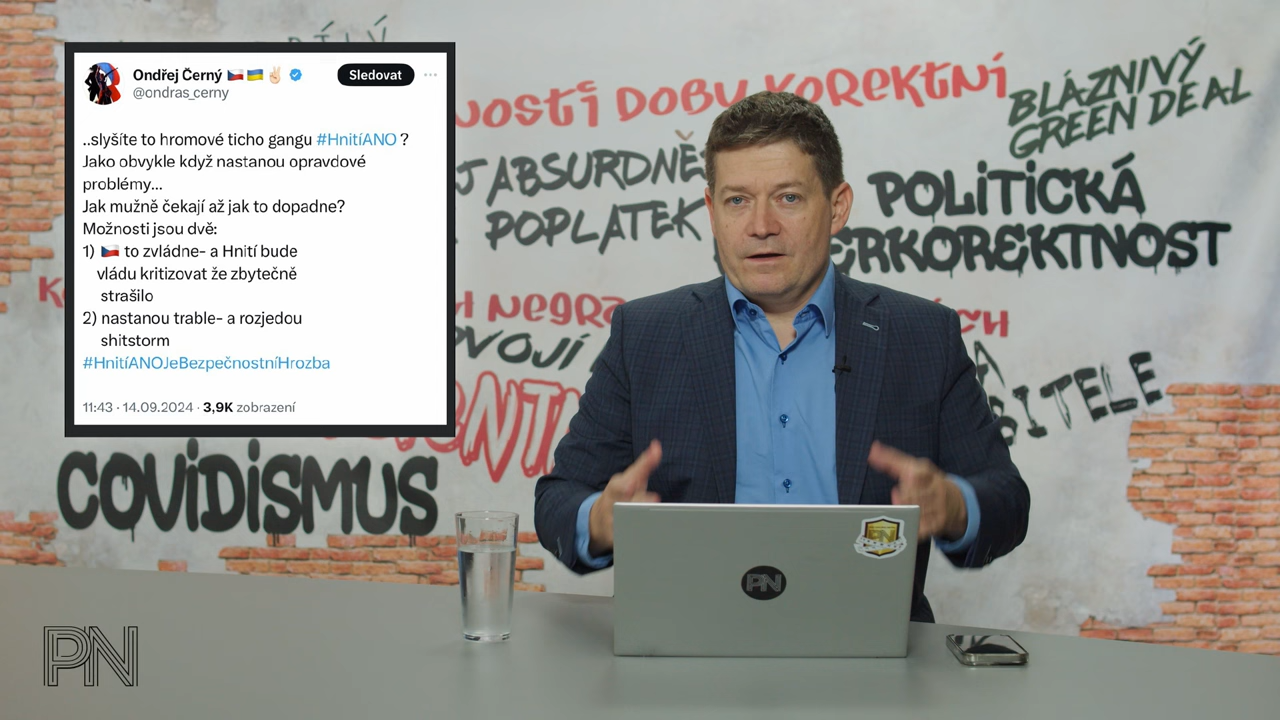 Ondřej Černý 🇨🇿🇺🇦✌🏻
Sledovat
@ondras_cerny
..slyšíte to hromové ticho gangu #HnitíANO ?
Jako obvykle když nastanou opravdové
problémy...
Jak mužně čekají až jak to dopadne?
Možnosti jsou dvě:
1) 🇨🇿 to zvládne- a Hnití bude
vládu kritizovat že zbytečně
strašilo
2) nastanou trable- a rozjedou
shitstorm
#HnitíANOJeBezpečnostníHrozba
11:43 · 14.09.2024 · 3,9K zobrazení
DOBY KOREKTNÍ
BLÁZNIVÝ
GREEN DEAL
ABSURDNĚ
POPLATEK
POLITICKÁ
COVIDISMUS
PN
PN